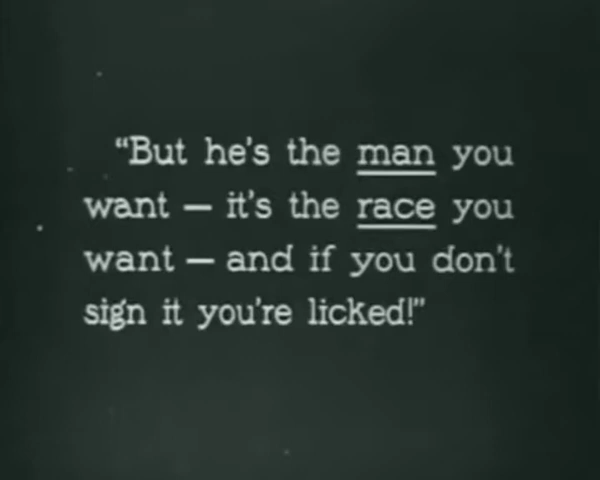 “But he's the man you
want — it's the race you
want — and if you don't
sign it you're licked!”